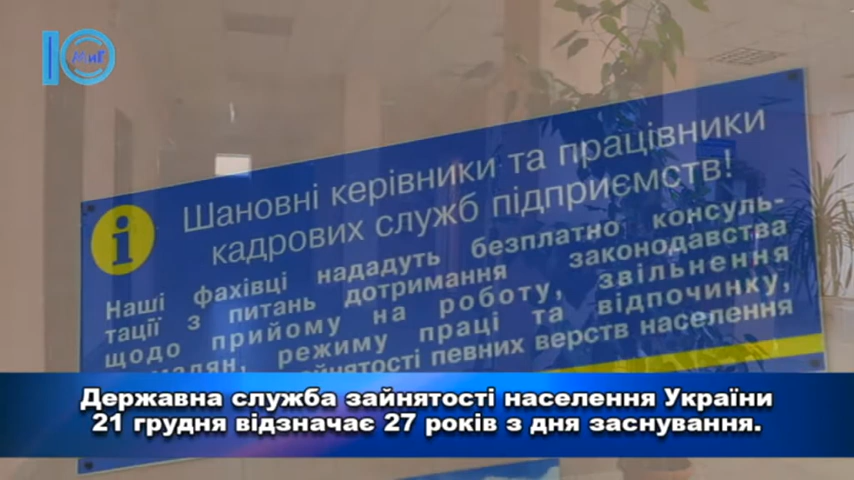 МиГ
Шановні керівники та працівники
кадрових служб підприємств!
Наші фахівці нададуть безплатно консуль-
тації з питань дотримання законодавства
щодо прийому на роботу, звільнення
режиму праці та відпочинку,
певних верств населення
Державна служба зайнятості населення України
21 грудня відзначає 27 років з дня заснування.